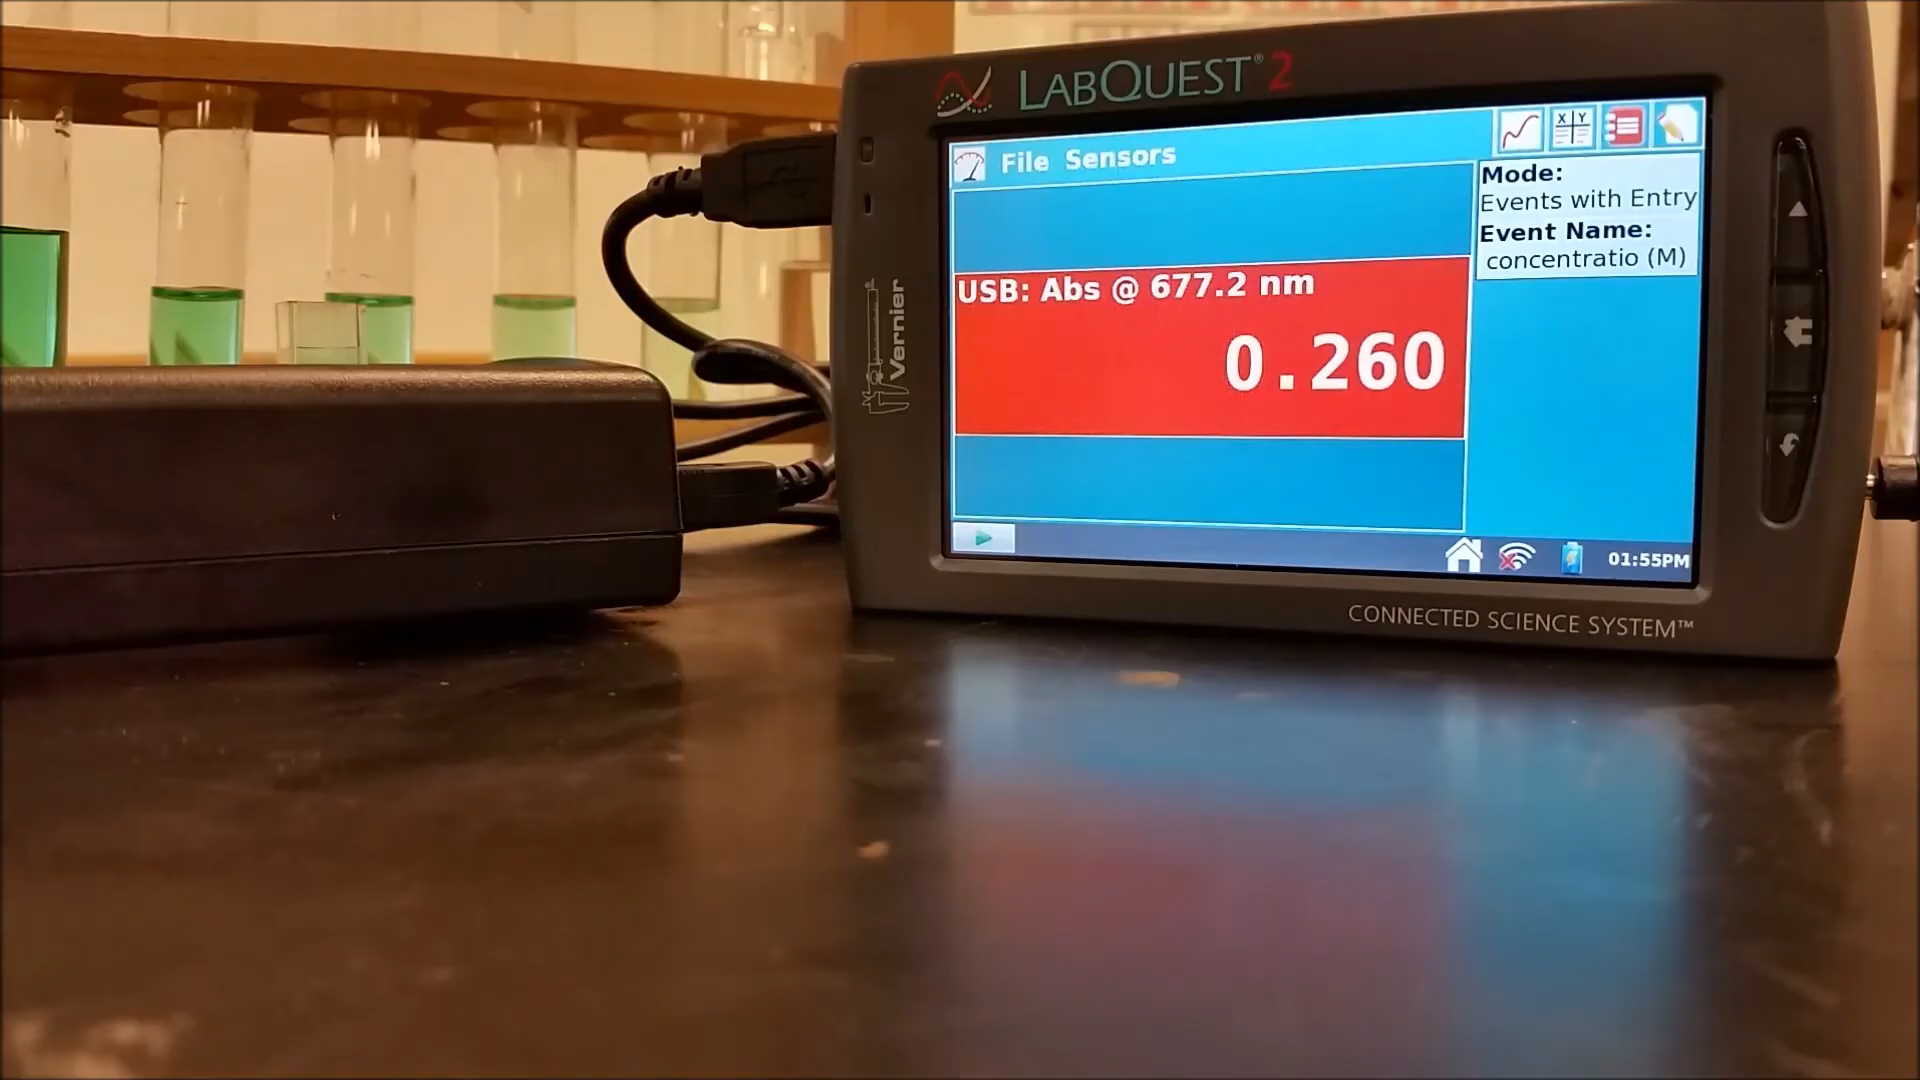 LABQUEST® 2
File Sensors
X Y
Mode:
Events with Entry
Event Name:
concentratio (M)
USB: Abs @ 677.2 nm
0.260
Vernier
01:55PM
CONNECTED SCIENCE SYSTEM™